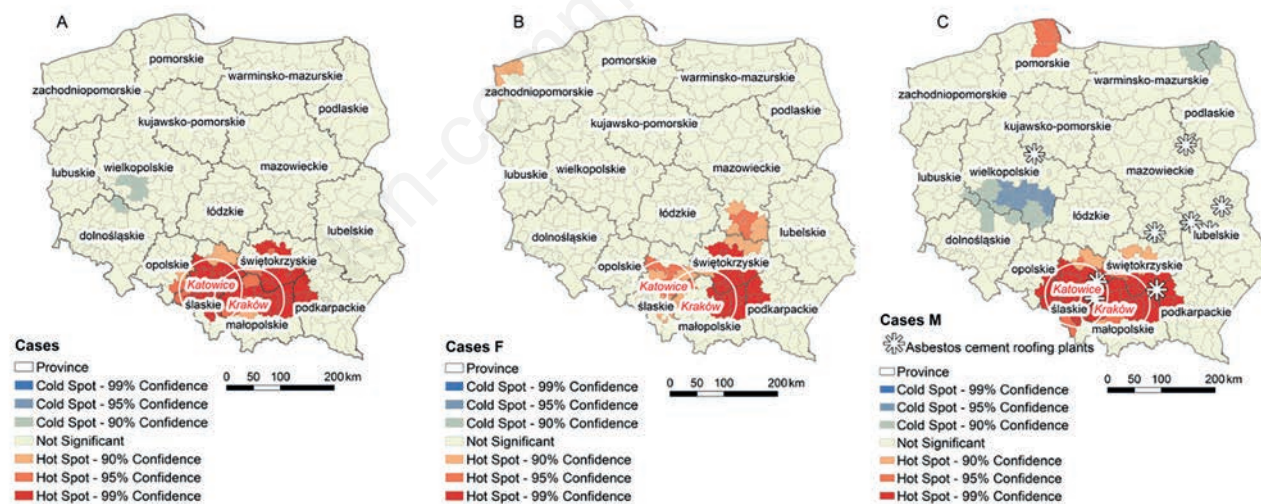 A
pomorskie
warminsko-mazurskie
zachodniopomorskie
podlaskie
kujawsko-pomorskie
wielkopolskie
mazowieckie
lubuskie
łódzkie
dolnośląskie
lubelskie
opolskie
świętokrzyskie
Katowice
śląskie
Kraków
podkarpackie
małopolskie
Cases
Province
Cold Spot - 99% Confidence
Cold Spot - 95% Confidence
Cold Spot - 90% Confidence
Not Significant
Hot Spot - 90% Confidence
Hot Spot - 95% Confidence
Hot Spot - 99% Confidence
0 50 100 200 km
B
pomorskie
warminsko-mazurskie
zachodniopomorskie
podlaskie
kujawsko-pomorskie
wielkopolskie
mazowieckie
lubuskie
łódzkie
dolnośląskie
lubelskie
opolskie
świętokrzyskie
Katowice
śląskie
Kraków
podkarpackie
małopolskie
Cases F
Province
Cold Spot - 99% Confidence
Cold Spot - 95% Confidence
Cold Spot - 90% Confidence
Not Significant
Hot Spot - 90% Confidence
Hot Spot - 95% Confidence
Hot Spot - 99% Confidence
0 50 100 200 km
C
pomorskie
warminsko-mazurskie
zachodniopomorskie
podlaskie
kujawsko-pomorskie
wielkopolskie
mazowieckie
lubuskie
łódzkie
dolnośląskie
lubelskie
opolskie
świętokrzyskie
Katowice
śląskie
Kraków
podkarpackie
małopolskie
Cases M
Asbestos cement roofing plants
Province
Cold Spot - 99% Confidence
Cold Spot - 95% Confidence
Cold Spot - 90% Confidence
Not Significant
Hot Spot - 90% Confidence
Hot Spot - 95% Confidence
Hot Spot - 99% Confidence
0 50 100 200 km